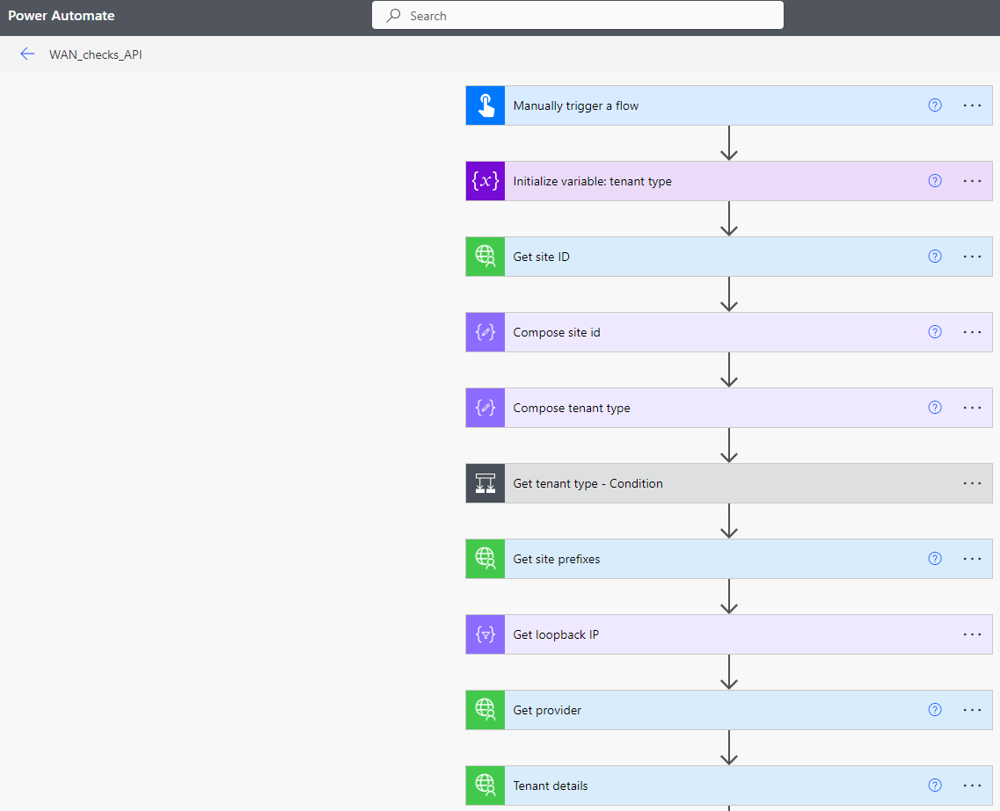 Power Automate
Search
WAN_checks_API
Manually trigger a flow
{x} Initialize variable: tenant type
Get site ID
Compose site id
Compose tenant type
Get tenant type - Condition
Get site prefixes
Get loopback IP
Get provider
Tenant details